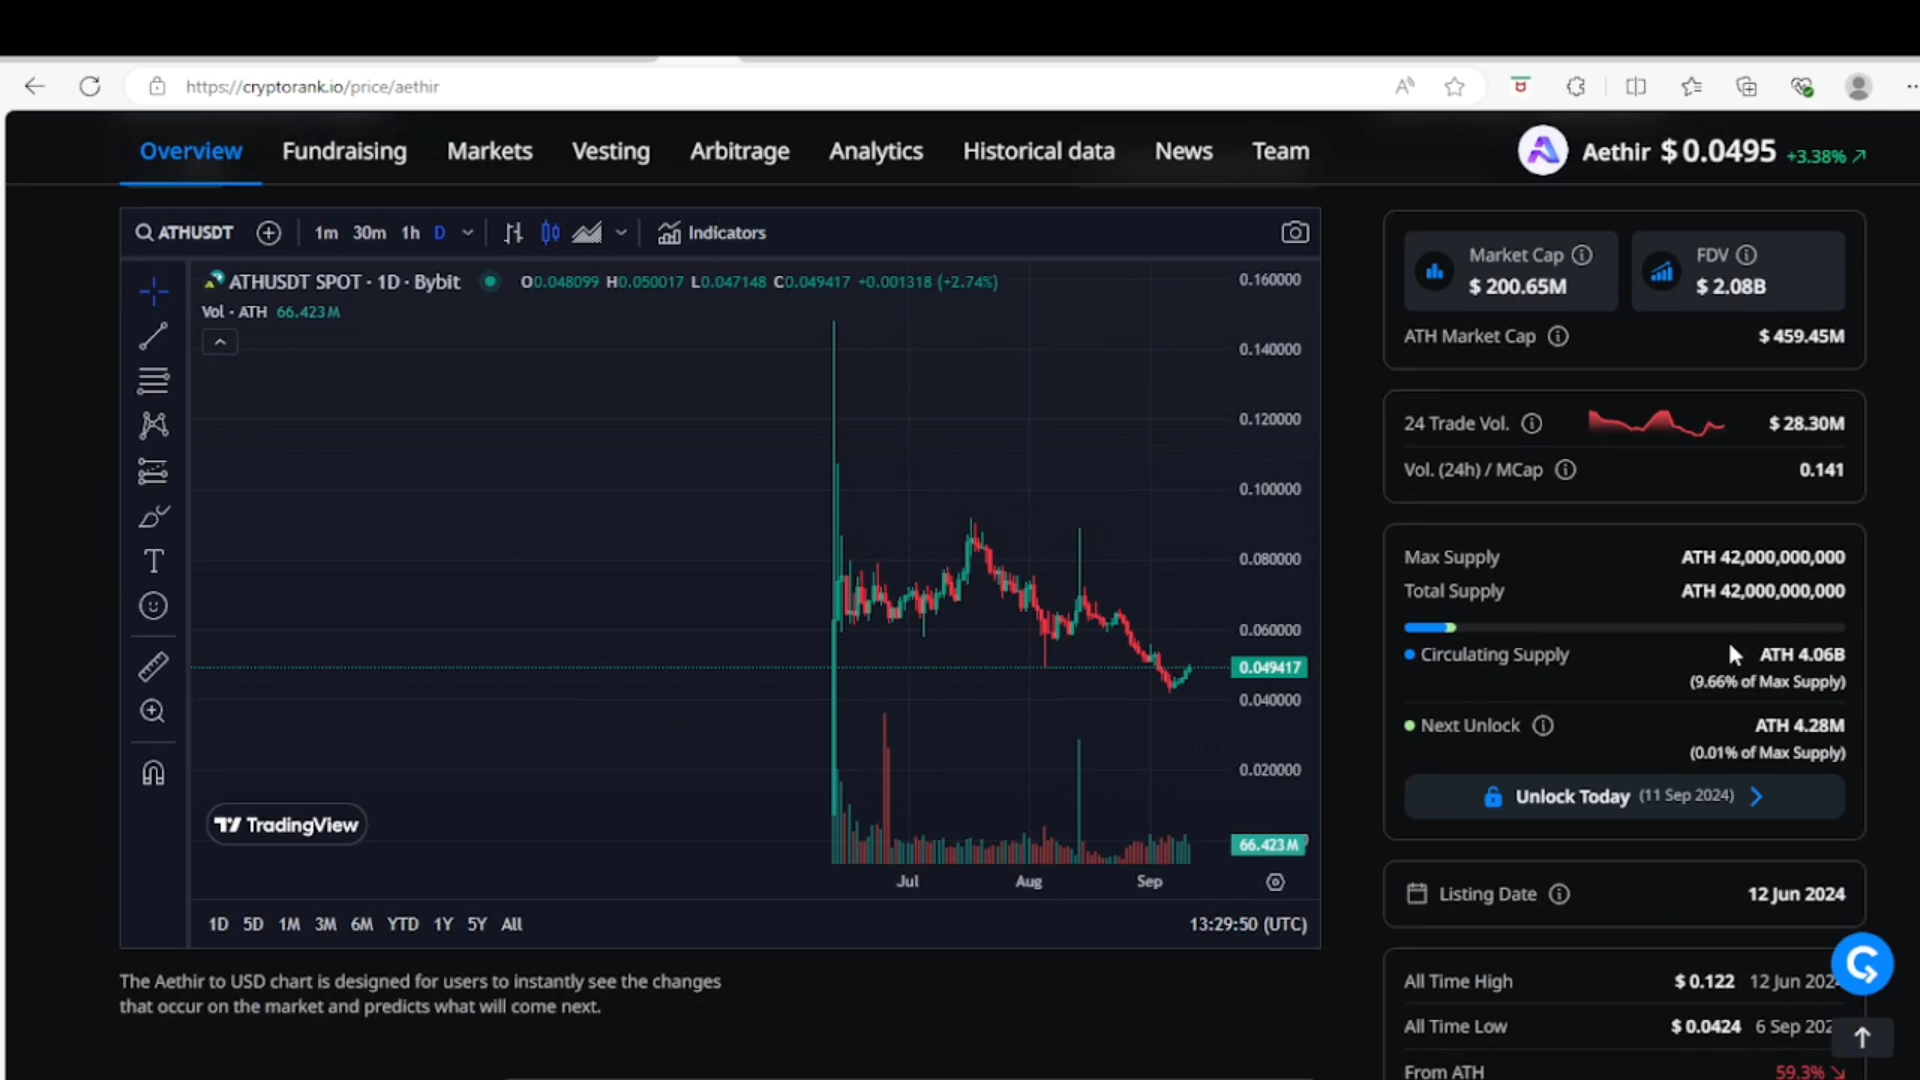 https://cryptorank.io/price/aethir
Overview Fundraising Markets Vesting Arbitrage Analytics Historical data News Team
Aethir $ 0.0495 +3.38%
ATHUSDT 1m 30m 1h D Indicators
ATHUSDT SPOT · 1D · Bybit O0.048099 H0.050017 L0.047148 C0.049417 +0.001318 (+2.74%)
Vol · ATH 66.423M
0.160000
0.140000
0.120000
0.100000
0.080000
0.060000
0.049417
0.040000
0.020000
66.423M
TradingView
Jul Aug Sep
1D 5D 1M 3M 6M YTD 1Y 5Y All 13:29:50 (UTC)
The Aethir to USD chart is designed for users to instantly see the changes
that occur on the market and predicts what will come next.
Market Cap
$ 200.65M
FDV
$ 2.08B
ATH Market Cap $ 459.45M
24 Trade Vol. $ 28.30M
Vol. (24h) / MCap 0.141
Max Supply ATH 42,000,000,000
Total Supply ATH 42,000,000,000
Circulating Supply ATH 4.06B
(9.66% of Max Supply)
Next Unlock ATH 4.28M
(0.01% of Max Supply)
Unlock Today (11 Sep 2024)
Listing Date 12 Jun 2024
All Time High $ 0.122 12 Jun 202
All Time Low $ 0.0424 6 Sep 202
From ATH 59.3%